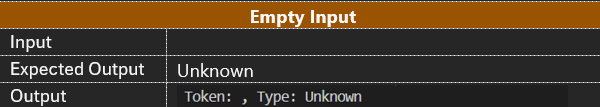 Empty Input
Input
Expected Output Unknown
Output Token: , Type: Unknown